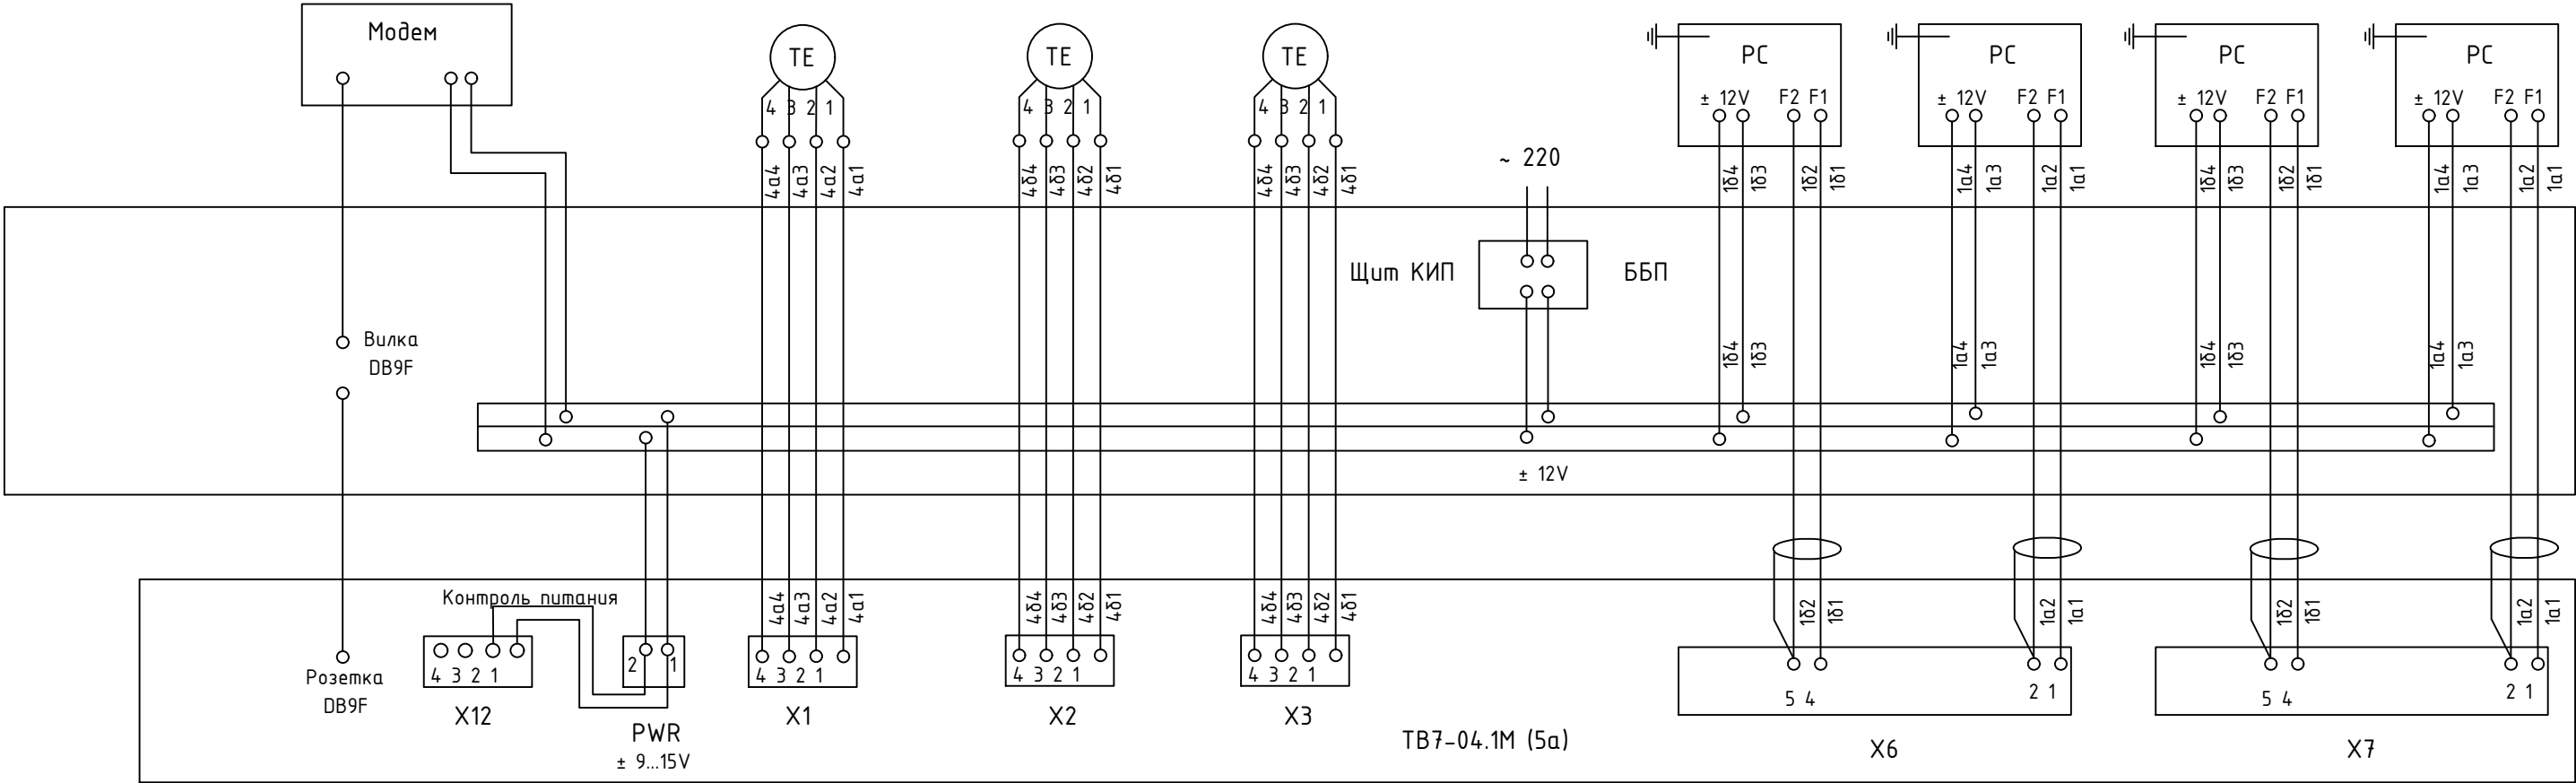 Модем
TE TE TE
PC PC PC PC
± 12V F2 F1 ± 12V F2 F1 ± 12V F2 F1 ± 12V F2 F1
4 3 2 1 4 3 2 1 4 3 2 1
~ 220
4а4 4а3 4а2 4а1 4б4 4б3 4б2 4б1 4б4 4б3 4б2 4б1
1б4 1б3 1б2 1б1 1а4 1а3 1а2 1а1 1б4 1б3 1б2 1б1 1а4 1а3 1а2 1а1
Щит КИП ББП
Вилка
DB9F
1б4 1б3 1а4 1а3 1б4 1б3 1а4 1а3
± 12V
Контроль питания
4а4 4а3 4а2 4а1 4б4 4б3 4б2 4б1 4б4 4б3 4б2 4б1
1б2 1б1 1а2 1а1 1б2 1б1 1а2 1а1
Розетка
DB9F
4 3 2 1
2 1
4 3 2 1 4 3 2 1 4 3 2 1
5 4 2 1 5 4 2 1
X12 PWR X1 X2 X3
± 9...15V
ТВ7-04.1М (5а)
X6 X7